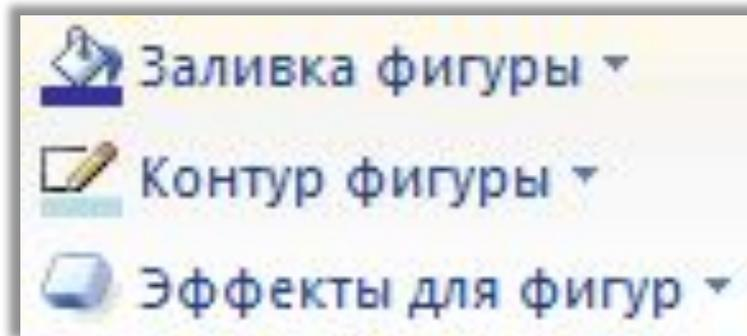 Заливка фигуры
Контур фигуры
Эффекты для фигур